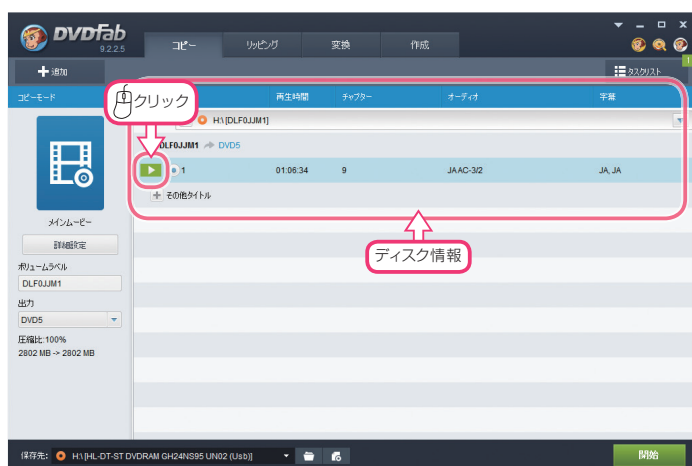 DVDFab
9.2.2.5
コピー リッピング 変換 作成
追加
タスクリスト
コピーモード
再生時間 チャプター オーディオ 字幕
クリック
H:\ [DLF0JJM1]
DLF0JJM1 DVD5
1 01:06:34 9 JA AC-3/2 JA, JA
その他タイトル
メインムービー
詳細設定
ディスク情報
ボリュームラベル
DLF0JJM1
出力
DVD5
圧縮比:100%
2802 MB -> 2802 MB
保存先: H:\ [HL-DT-ST DVDRAM GH24NS95 UN02 (Usb)]
開始